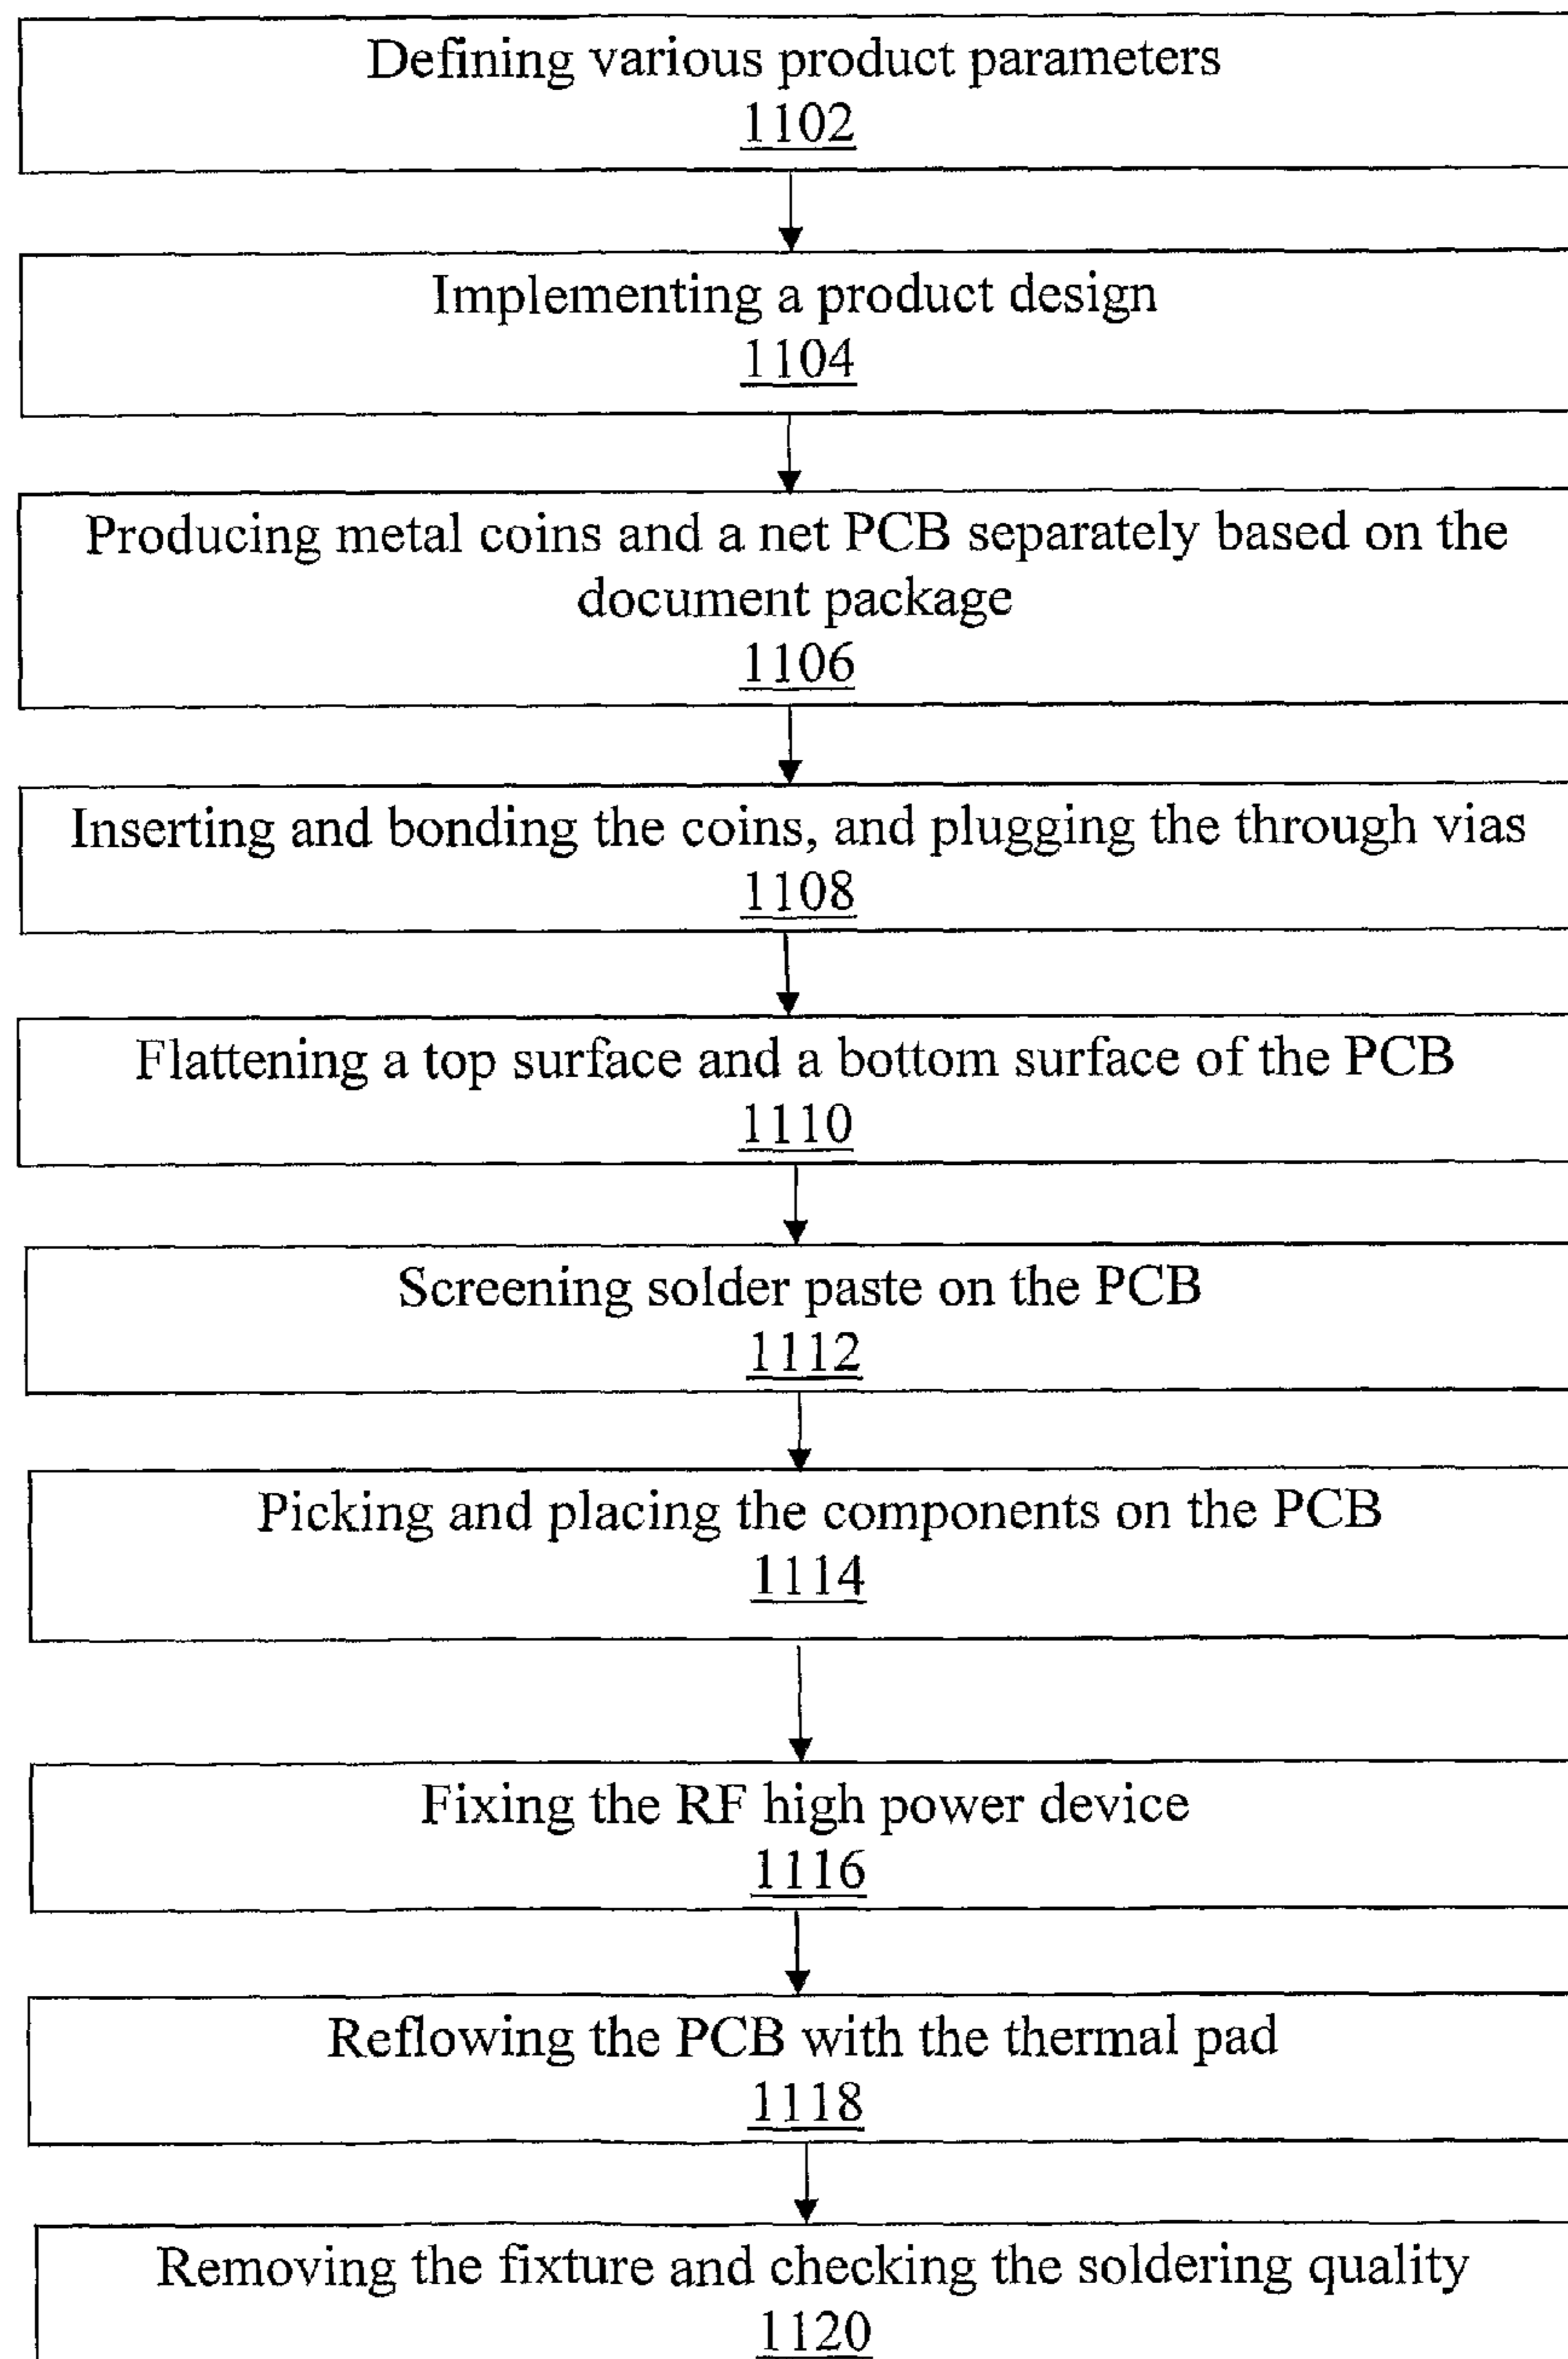 Defining various product parameters
1102
Implementing a product design
1104
Producing metal coins and a net PCB separately based on the
document package
1106
Inserting and bonding the coins, and plugging the through vias
1108
Flattening a top surface and a bottom surface of the PCB
1110
Screening solder paste on the PCB
1112
Picking and placing the components on the PCB
1114
Fixing the RF high power device
1116
Reflowing the PCB with the thermal pad
1118
Removing the fixture and checking the soldering quality
1120